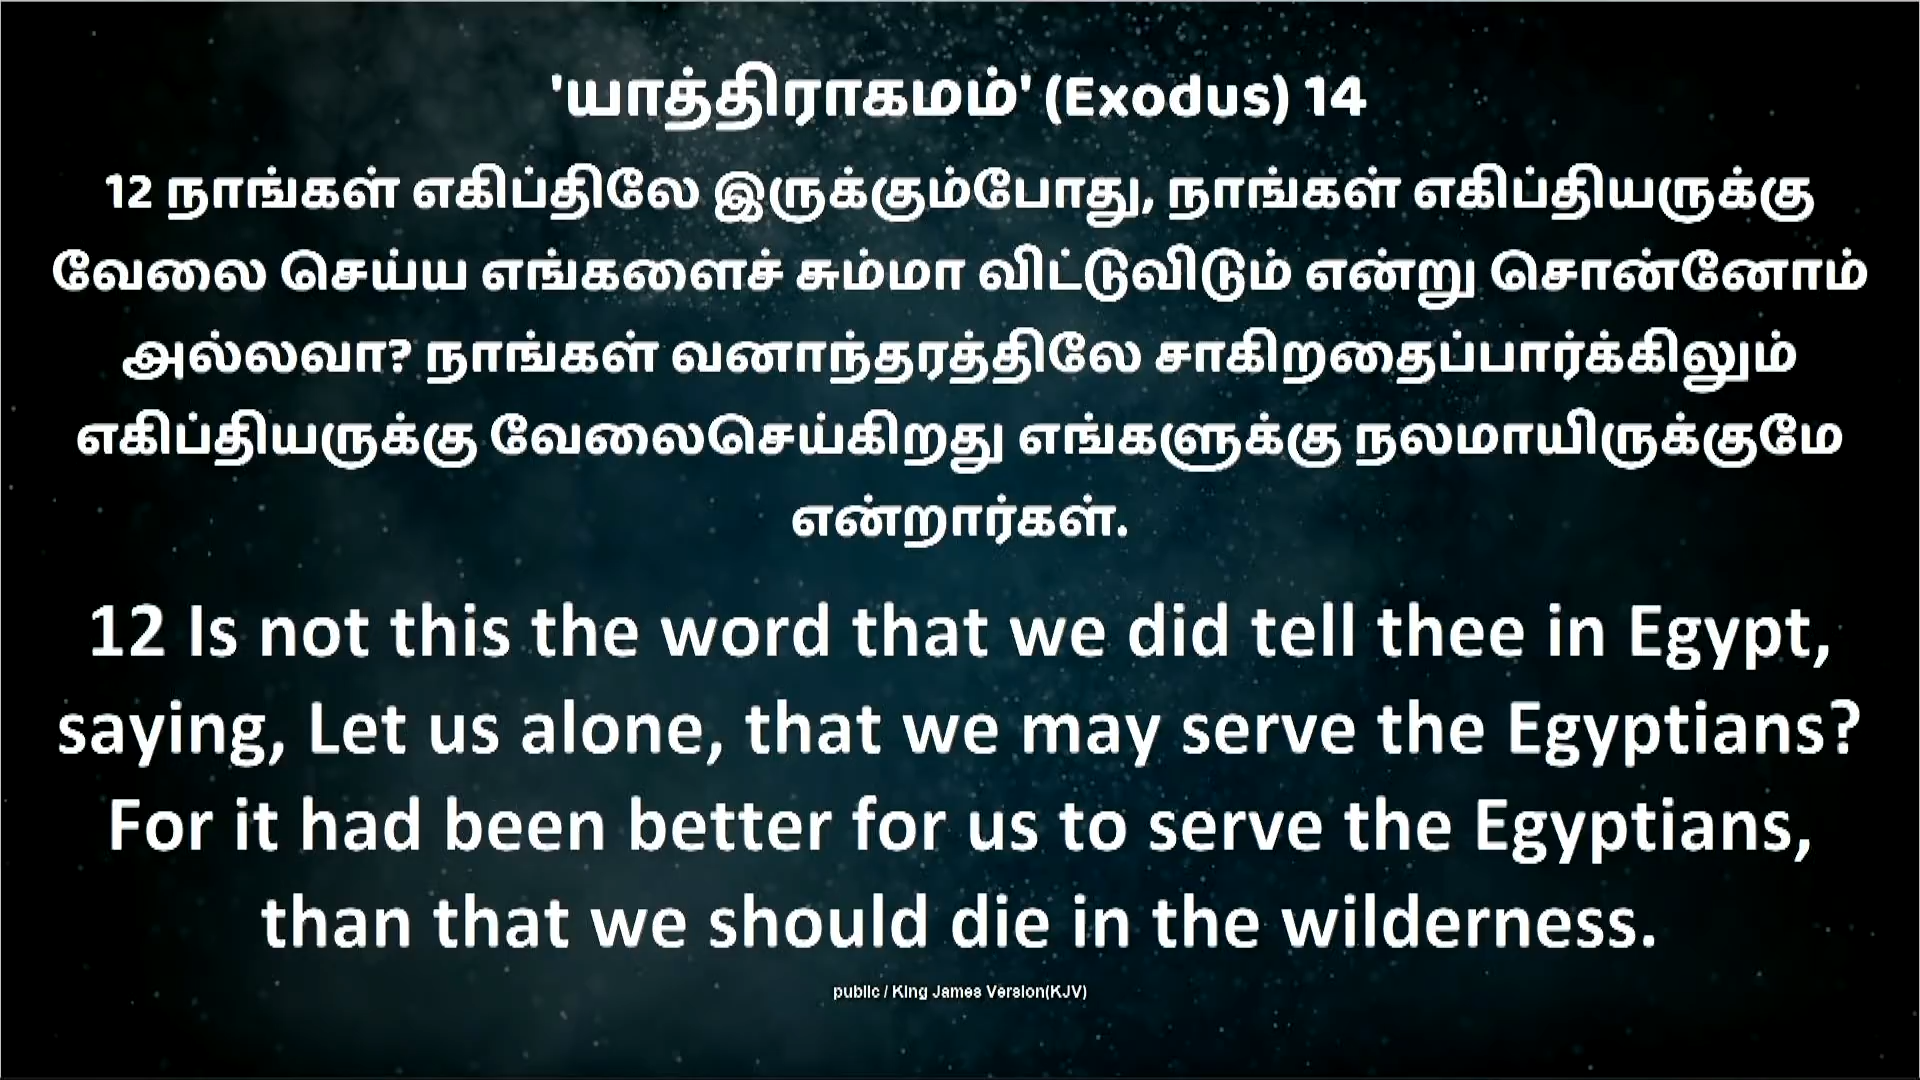 'யாத்திராகமம்' (Exodus) 14
12 நாங்கள் எகிப்திலே இருக்கும்போது, நாங்கள் எகிப்தியருக்கு
வேலை செய்ய எங்களைச் சும்மா விட்டுவிடும் என்று சொன்னோம்
அல்லவா? நாங்கள் வனாந்தரத்திலே சாகிறதைப்பார்க்கிலும்
எகிப்தியருக்கு வேலைசெய்கிறது எங்களுக்கு நலமாயிருக்குமே
என்றார்கள்.
12 Is not this the word that we did tell thee in Egypt,
saying, Let us alone, that we may serve the Egyptians?
For it had been better for us to serve the Egyptians,
than that we should die in the wilderness.
public / King James Version(KJV)